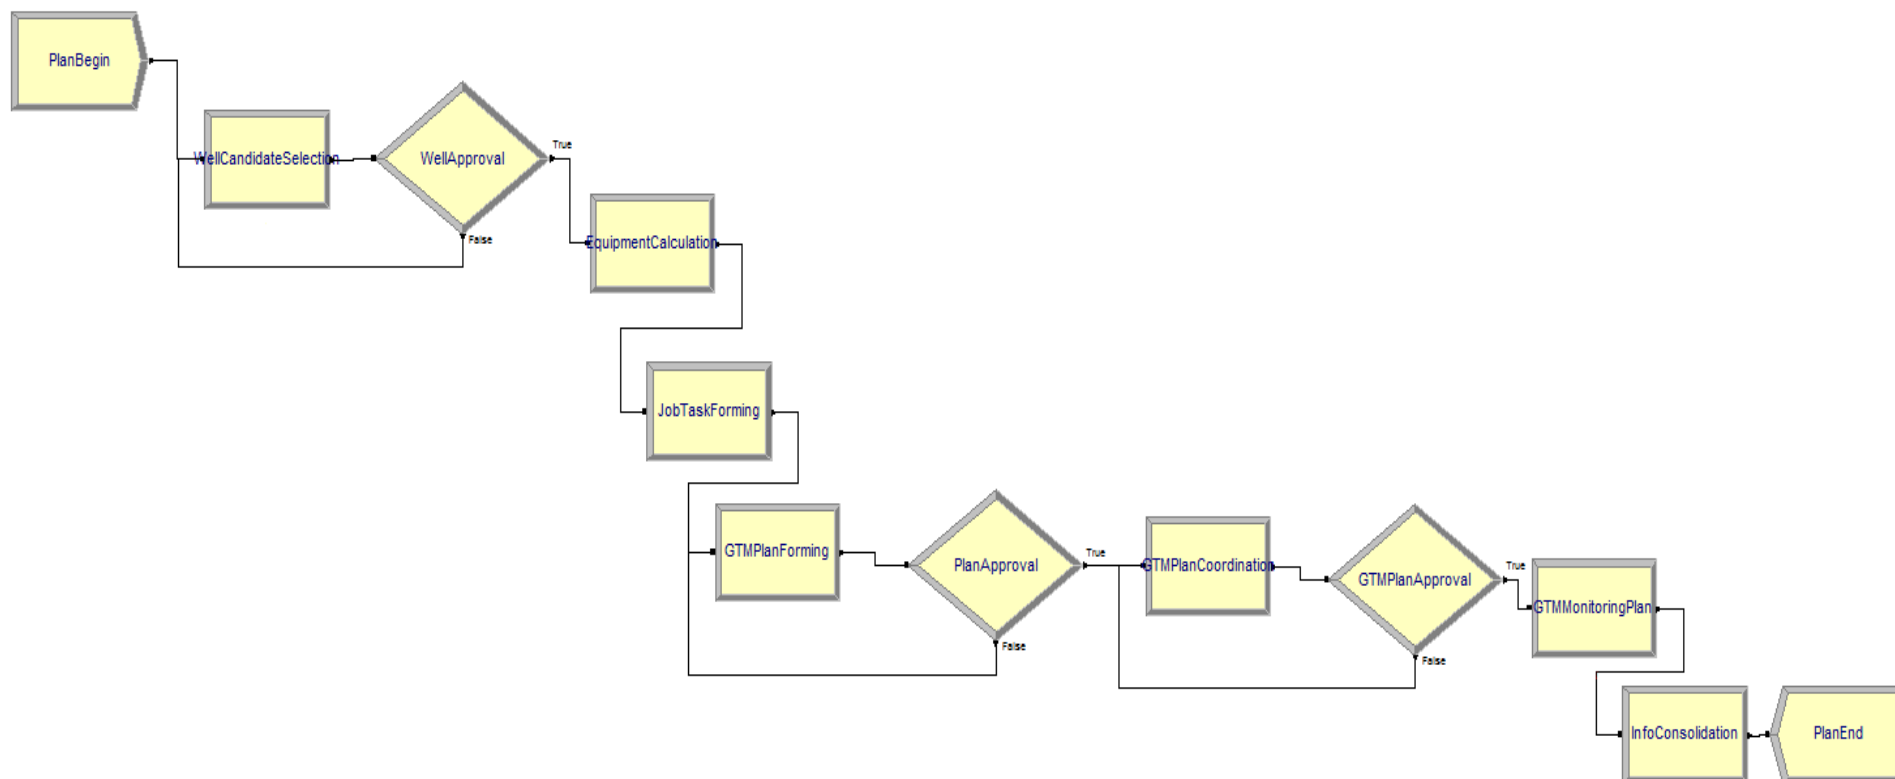 PlanBegin
WellCandidateSelection
WellApproval
True
False
EquipmentCalculation
JobTaskForming
GTMPlanForming
PlanApproval
True
False
GTMPlanCoordination
GTMPlanApproval
True
False
GTMMonitoringPlan
InfoConsolidation
PlanEnd